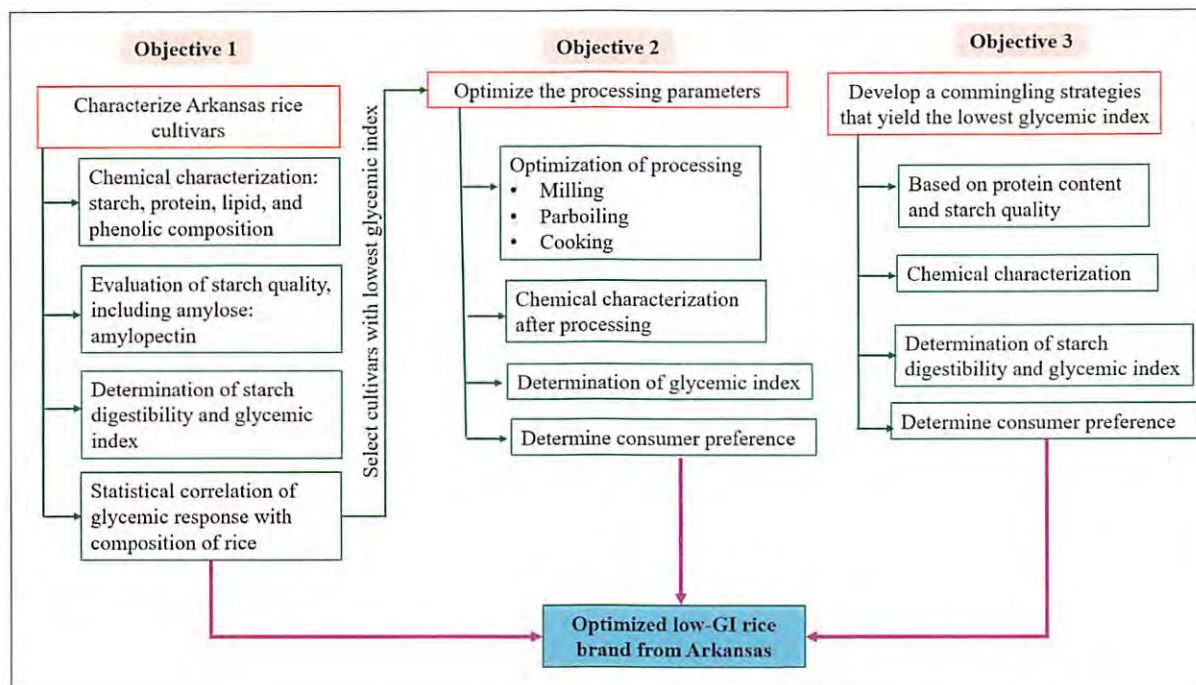 Objective 1
Characterize Arkansas rice
cultivars
Chemical characterization:
starch, protein, lipid, and
phenolic composition
Evaluation of starch quality,
including amylose:
amylopectin
Determination of starch
digestibility and glycemic
index
Statistical correlation of
glycemic response with
composition of rice
Select cultivars with lowest glycemic index
Objective 2
Optimize the processing parameters
Optimization of processing
• Milling
• Parboiling
• Cooking
Chemical characterization
after processing
Determination of glycemic index
Determine consumer preference
Objective 3
Develop a commingling strategies
that yield the lowest glycemic index
Based on protein content
and starch quality
Chemical characterization
Determination of starch
digestibility and glycemic index
Determine consumer preference
Optimized low-GI rice
brand from Arkansas